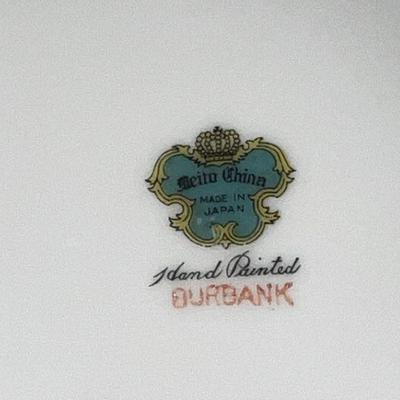 Meito China
MADE IN
JAPAN
Hand Painted
BURBANK